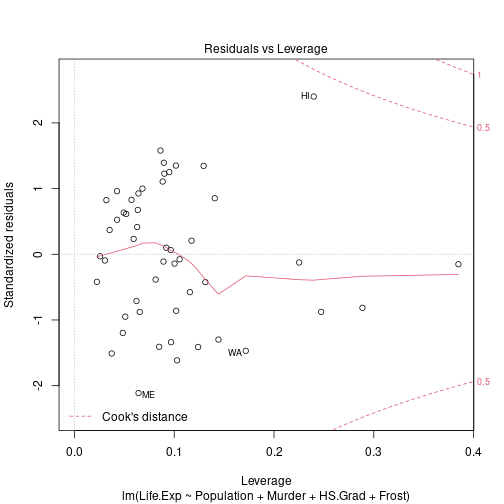 Residuals vs Leverage
Standardized residuals
2
1
0
-1
-2
HI
WA
ME
1
0.5
0.5
Cook's distance
0.0
0.1
0.2
0.3
0.4
Leverage
lm(Life.Exp ~ Population + Murder + HS.Grad + Frost)